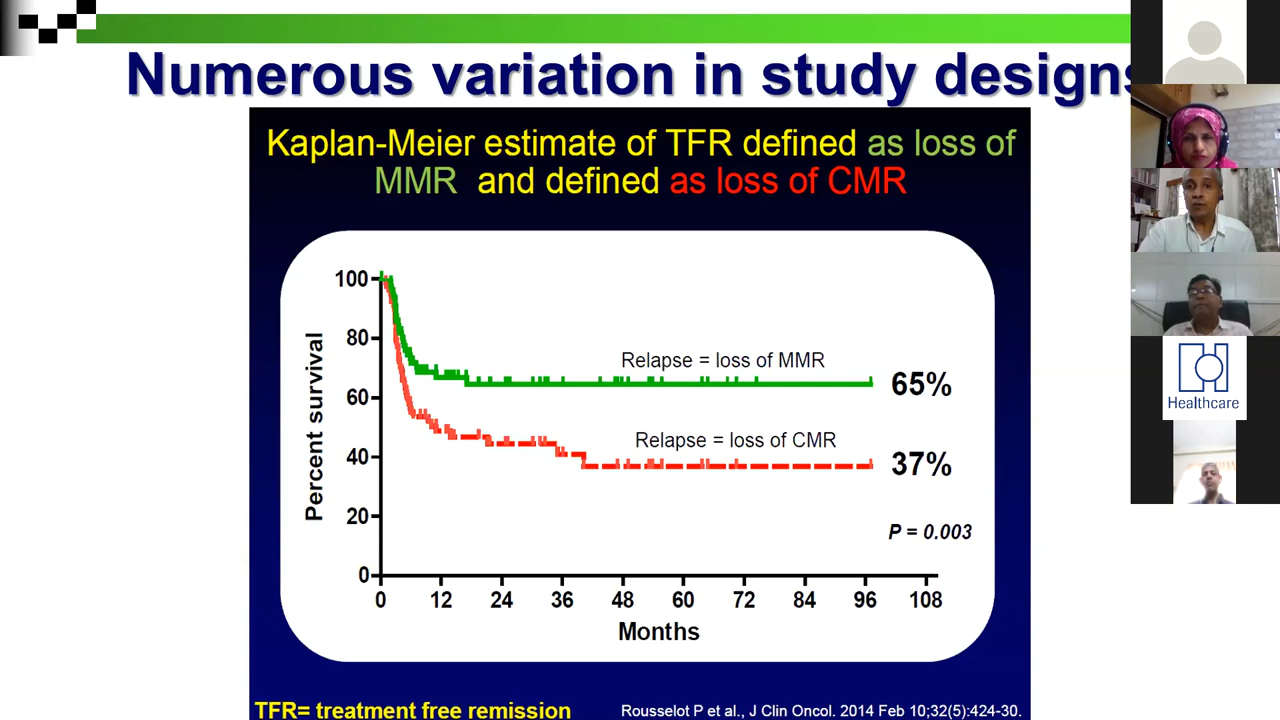 Numerous variation in study designs
Kaplan-Meier estimate of TFR defined as loss of
MMR and defined as loss of CMR
100
80
60
40
20
0
Percent survival
Relapse = loss of MMR
65%
Relapse = loss of CMR
37%
P = 0.003
0 12 24 36 48 60 72 84 96 108
Months
TFR= treatment free remission
Rousselot P et al., J Clin Oncol. 2014 Feb 10;32(5):424-30.
Healthcare